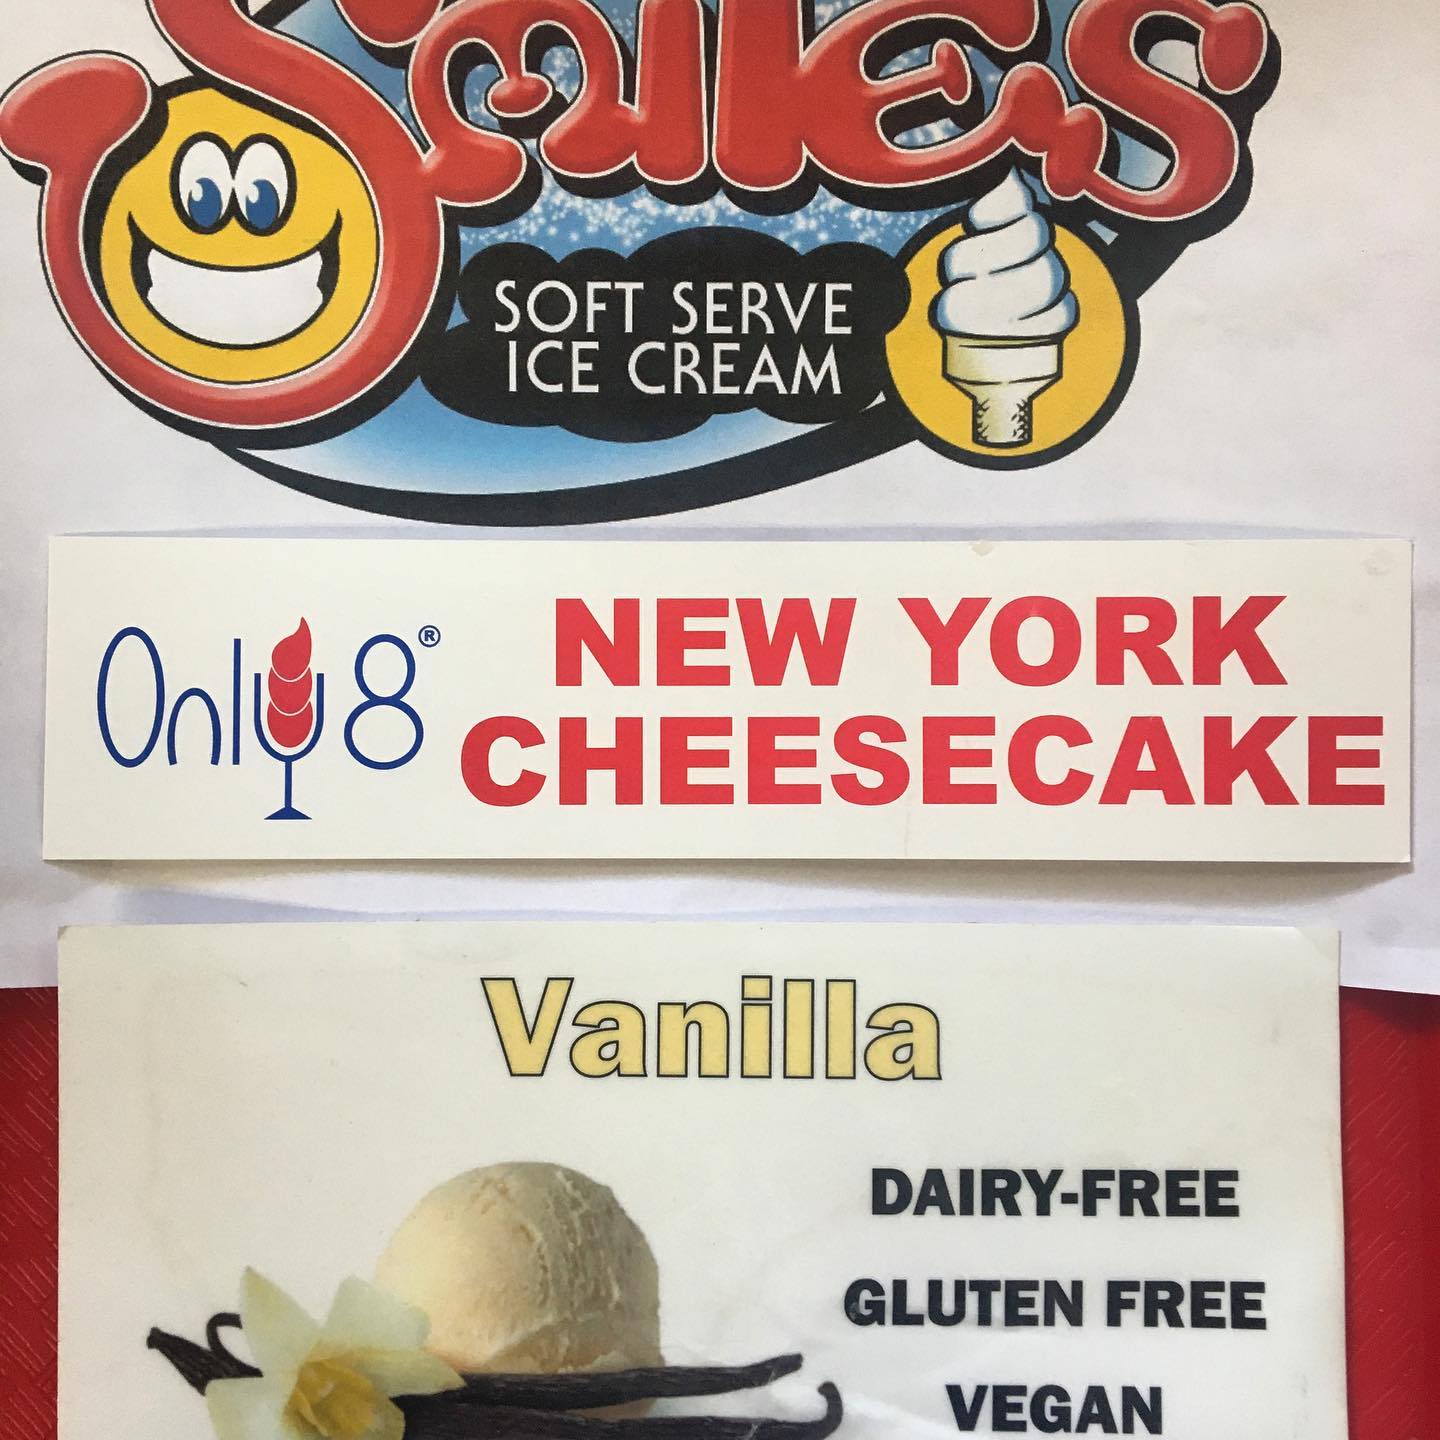 Smiles
SOFT SERVE
ICE CREAM
Only 8®
NEW YORK
CHEESECAKE
Vanilla
DAIRY-FREE
GLUTEN FREE
VEGAN